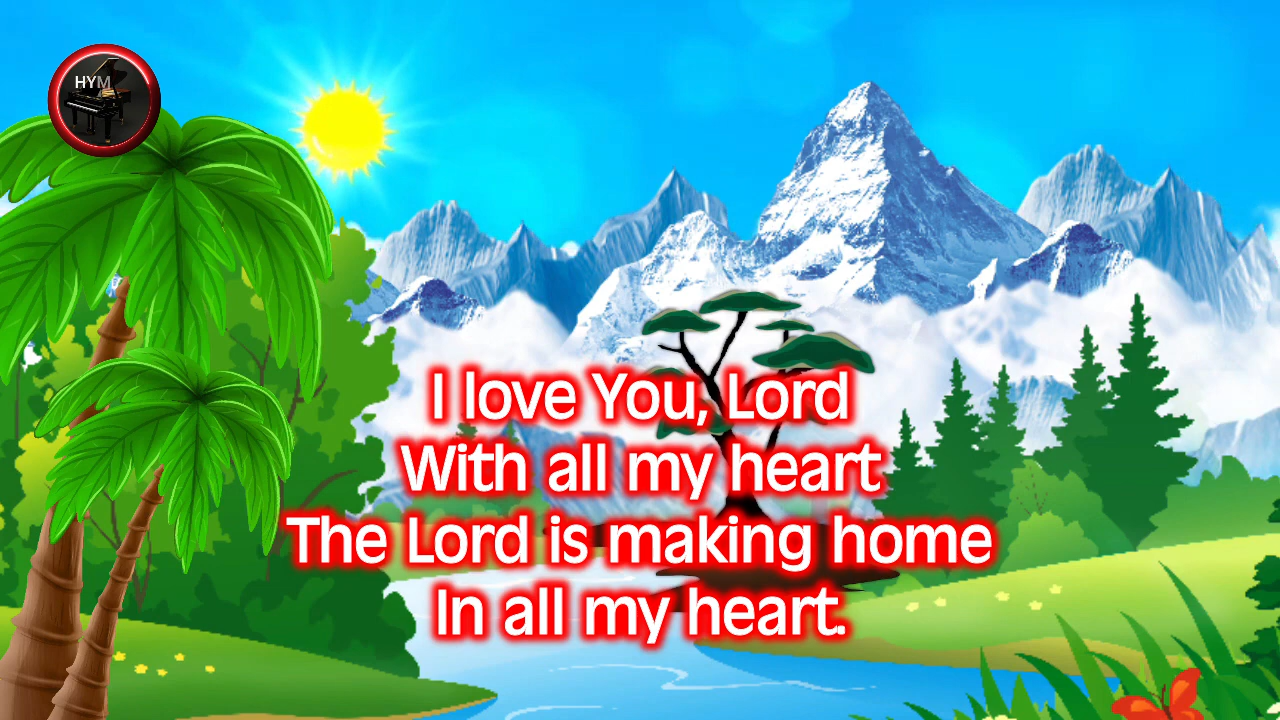 HYM
I love You, Lord
With all my heart
The Lord is making home
In all my heart.